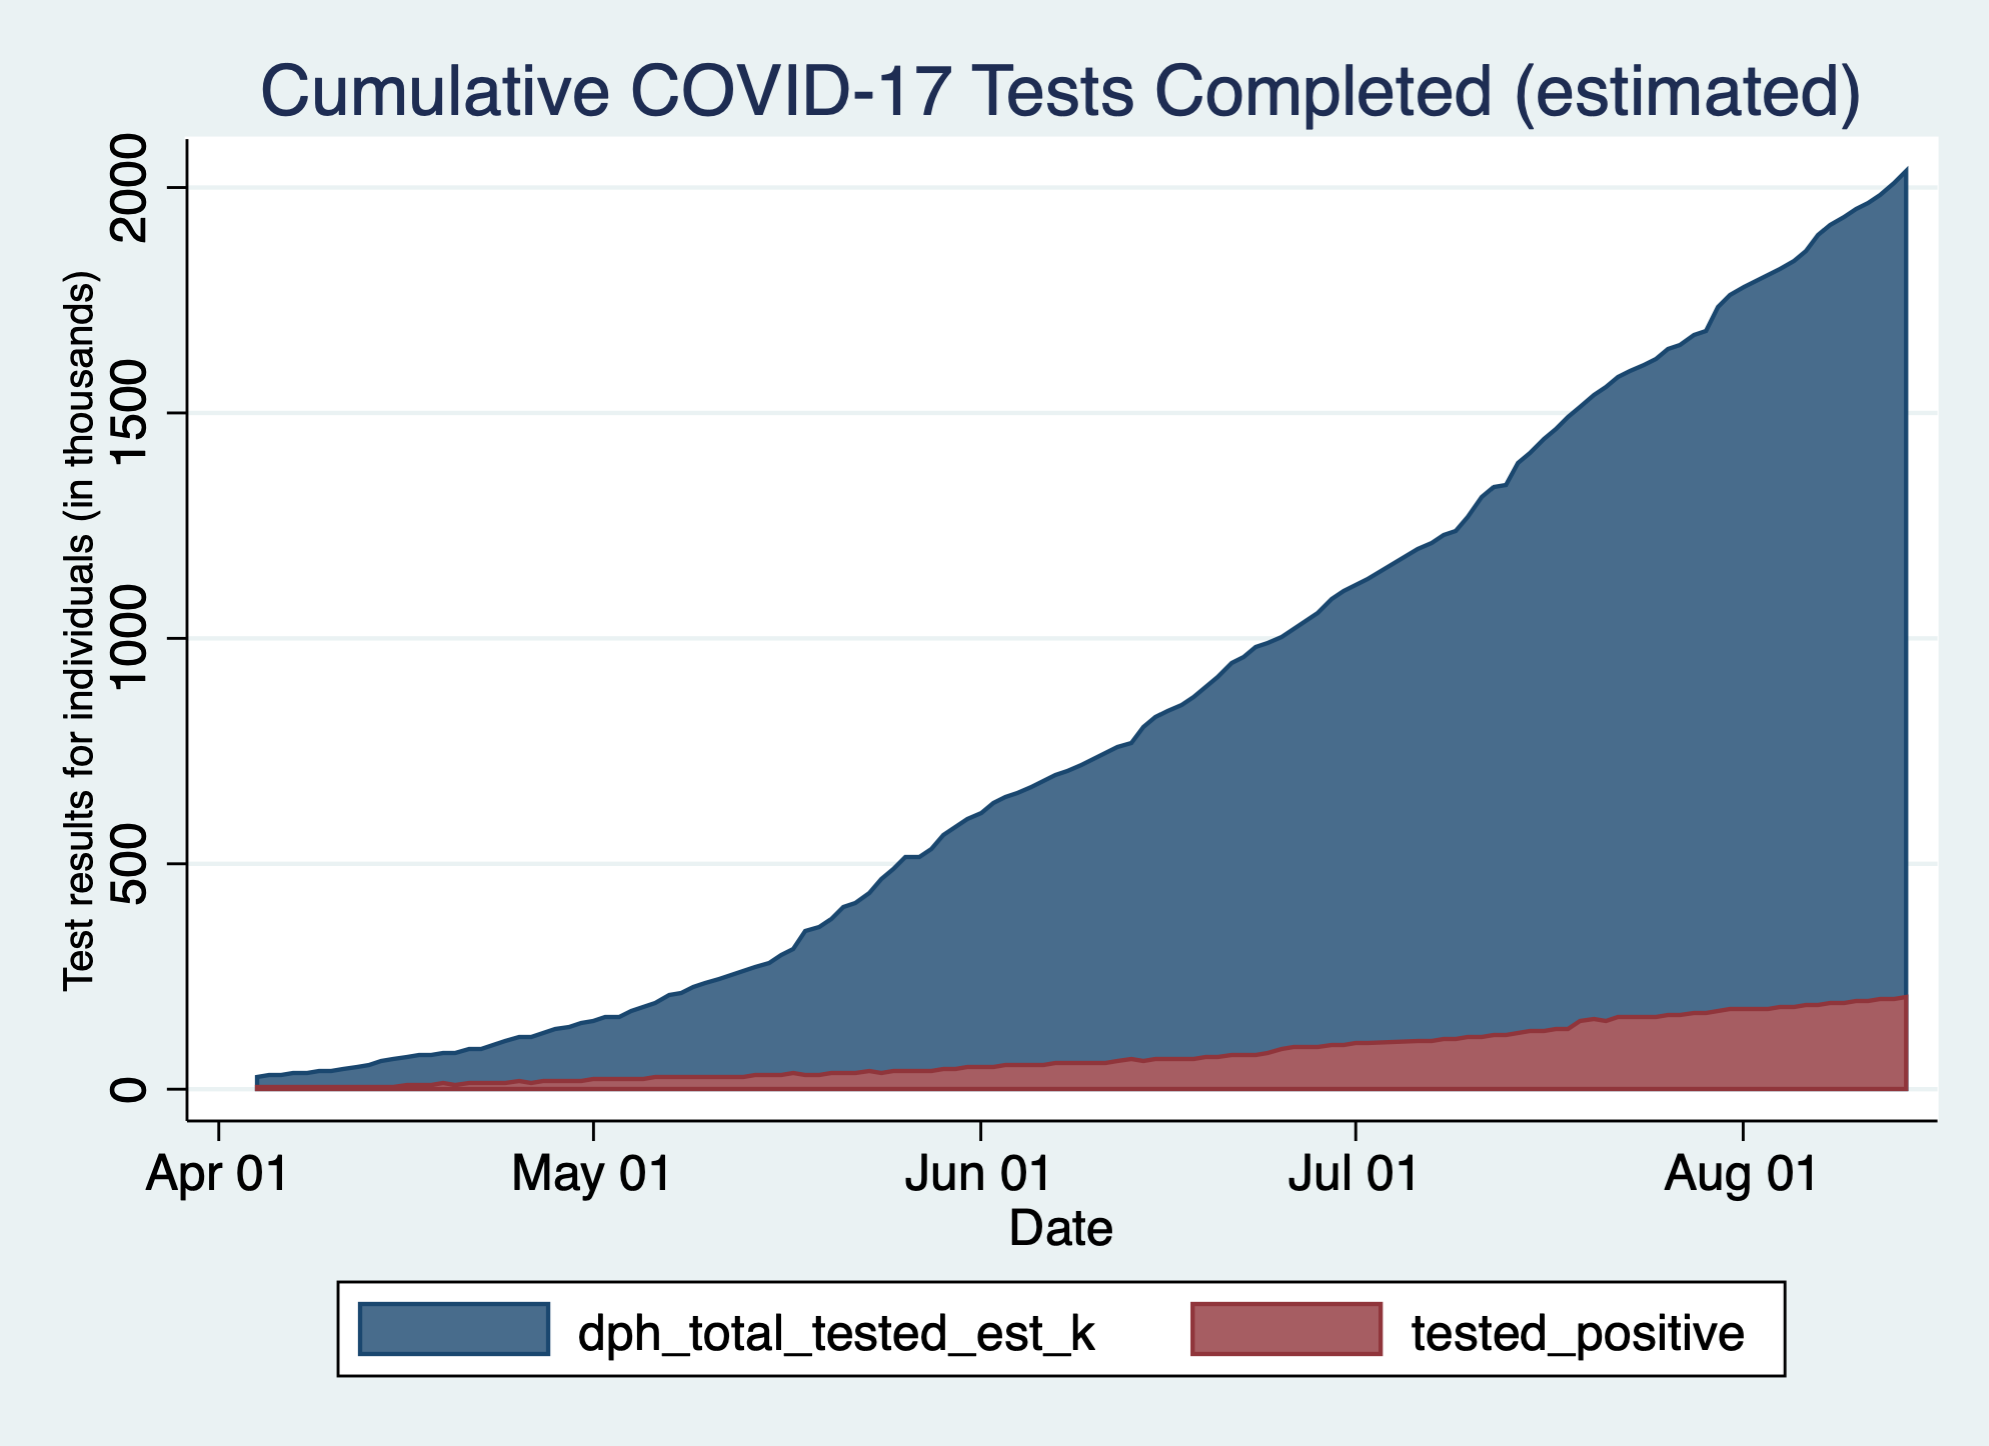 Cumulative COVID-17 Tests Completed (estimated)
Test results for individuals (in thousands)
2000
1500
1000
500
0
Apr 01 May 01 Jun 01 Jul 01 Aug 01
Date
dph_total_tested_est_k tested_positive